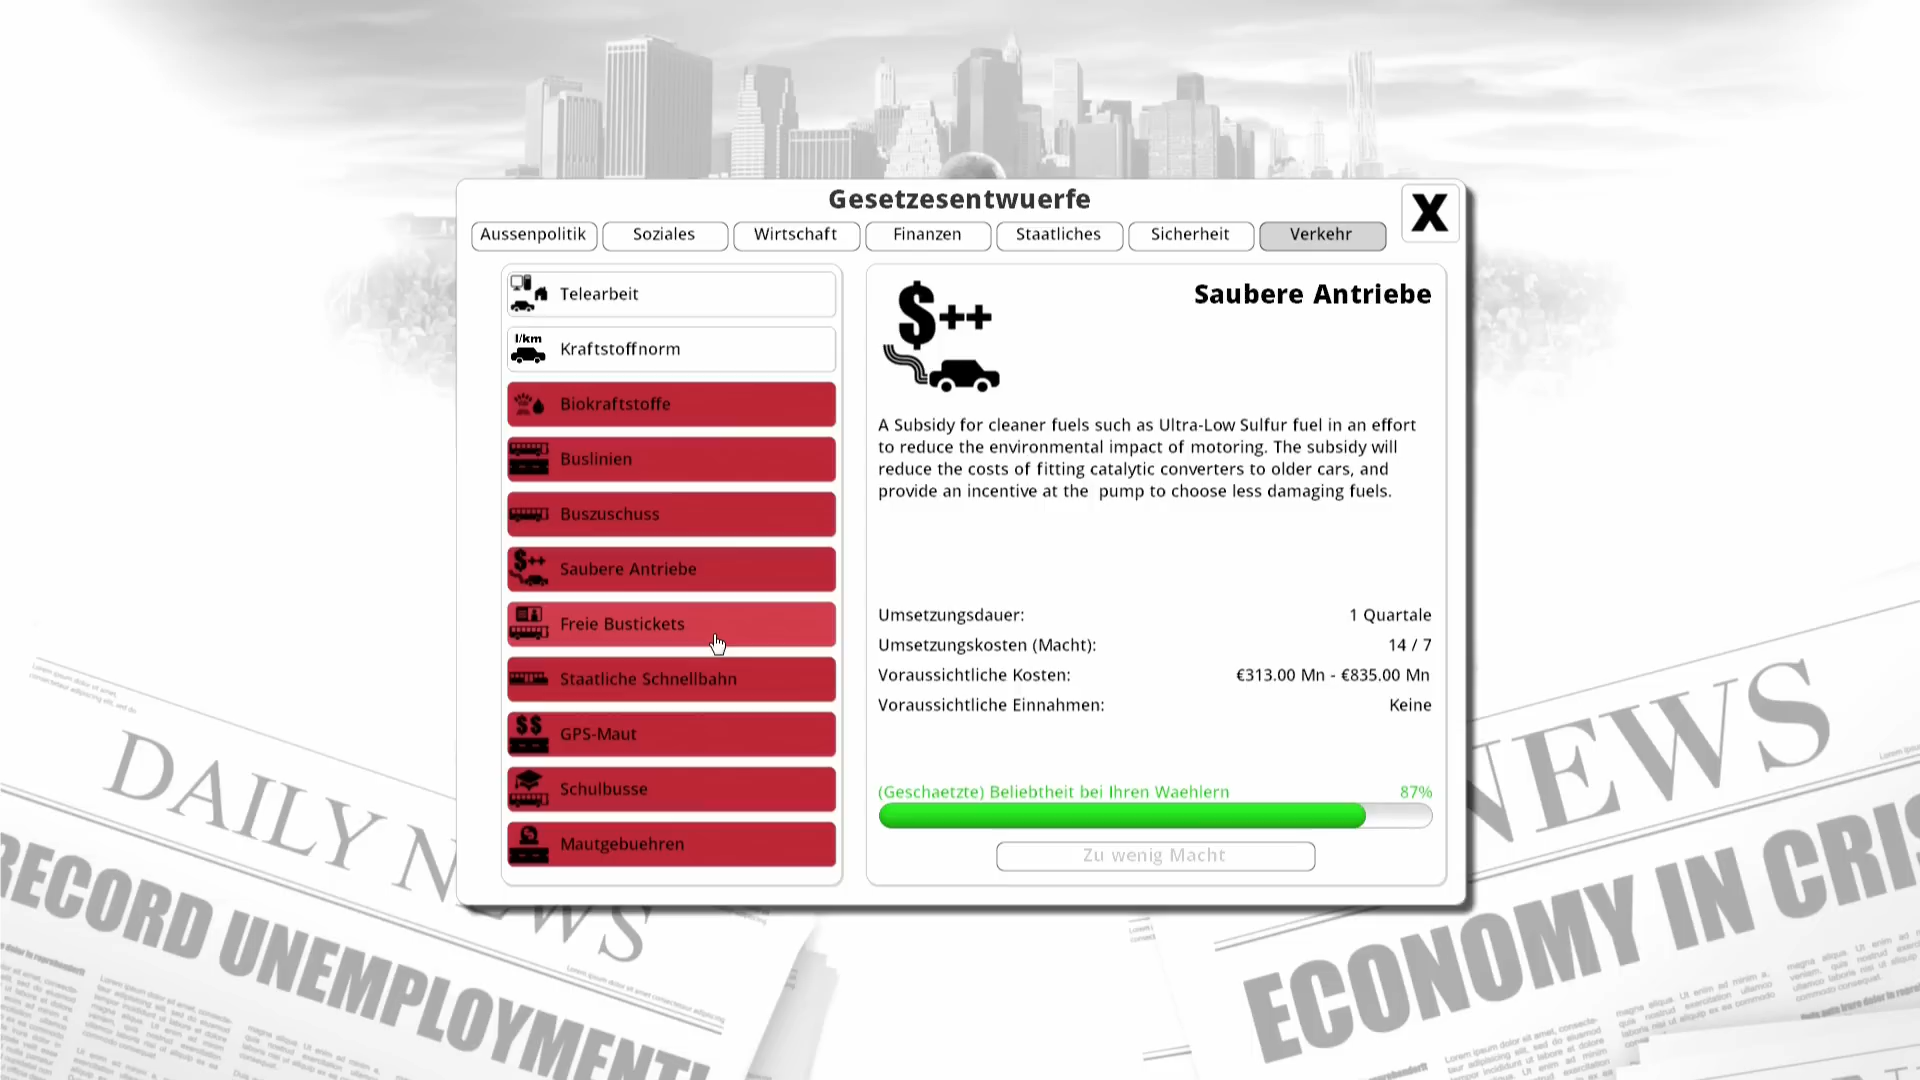 Gesetzesentwuerfe
X
Aussenpolitik
Soziales
Wirtschaft
Finanzen
Staatliches
Sicherheit
Verkehr
Telearbeit
l/km
Kraftstoffnorm
Biokraftstoffe
Buslinien
Buszuschuss
$++
Saubere Antriebe
Freie Bustickets
Staatliche Schnellbahn
$$
GPS-Maut
Schulbusse
Mautgebuehren
$++
Saubere Antriebe
A Subsidy for cleaner fuels such as Ultra-Low Sulfur fuel in an effort
to reduce the environmental impact of motoring. The subsidy will
reduce the costs of fitting catalytic converters to older cars, and
provide an incentive at the pump to choose less damaging fuels.
Umsetzungsdauer: 1 Quartale
Umsetzungskosten (Macht): 14 / 7
Voraussichtliche Kosten: €313.00 Mn - €835.00 Mn
Voraussichtliche Einnahmen: Keine
(Geschaetzte) Beliebtheit bei Ihren Waehlern 87%
Zu wenig Macht
DAILY NEWS
RECORD UNEMPLOYMENT
NEWS
ECONOMY IN CRIS